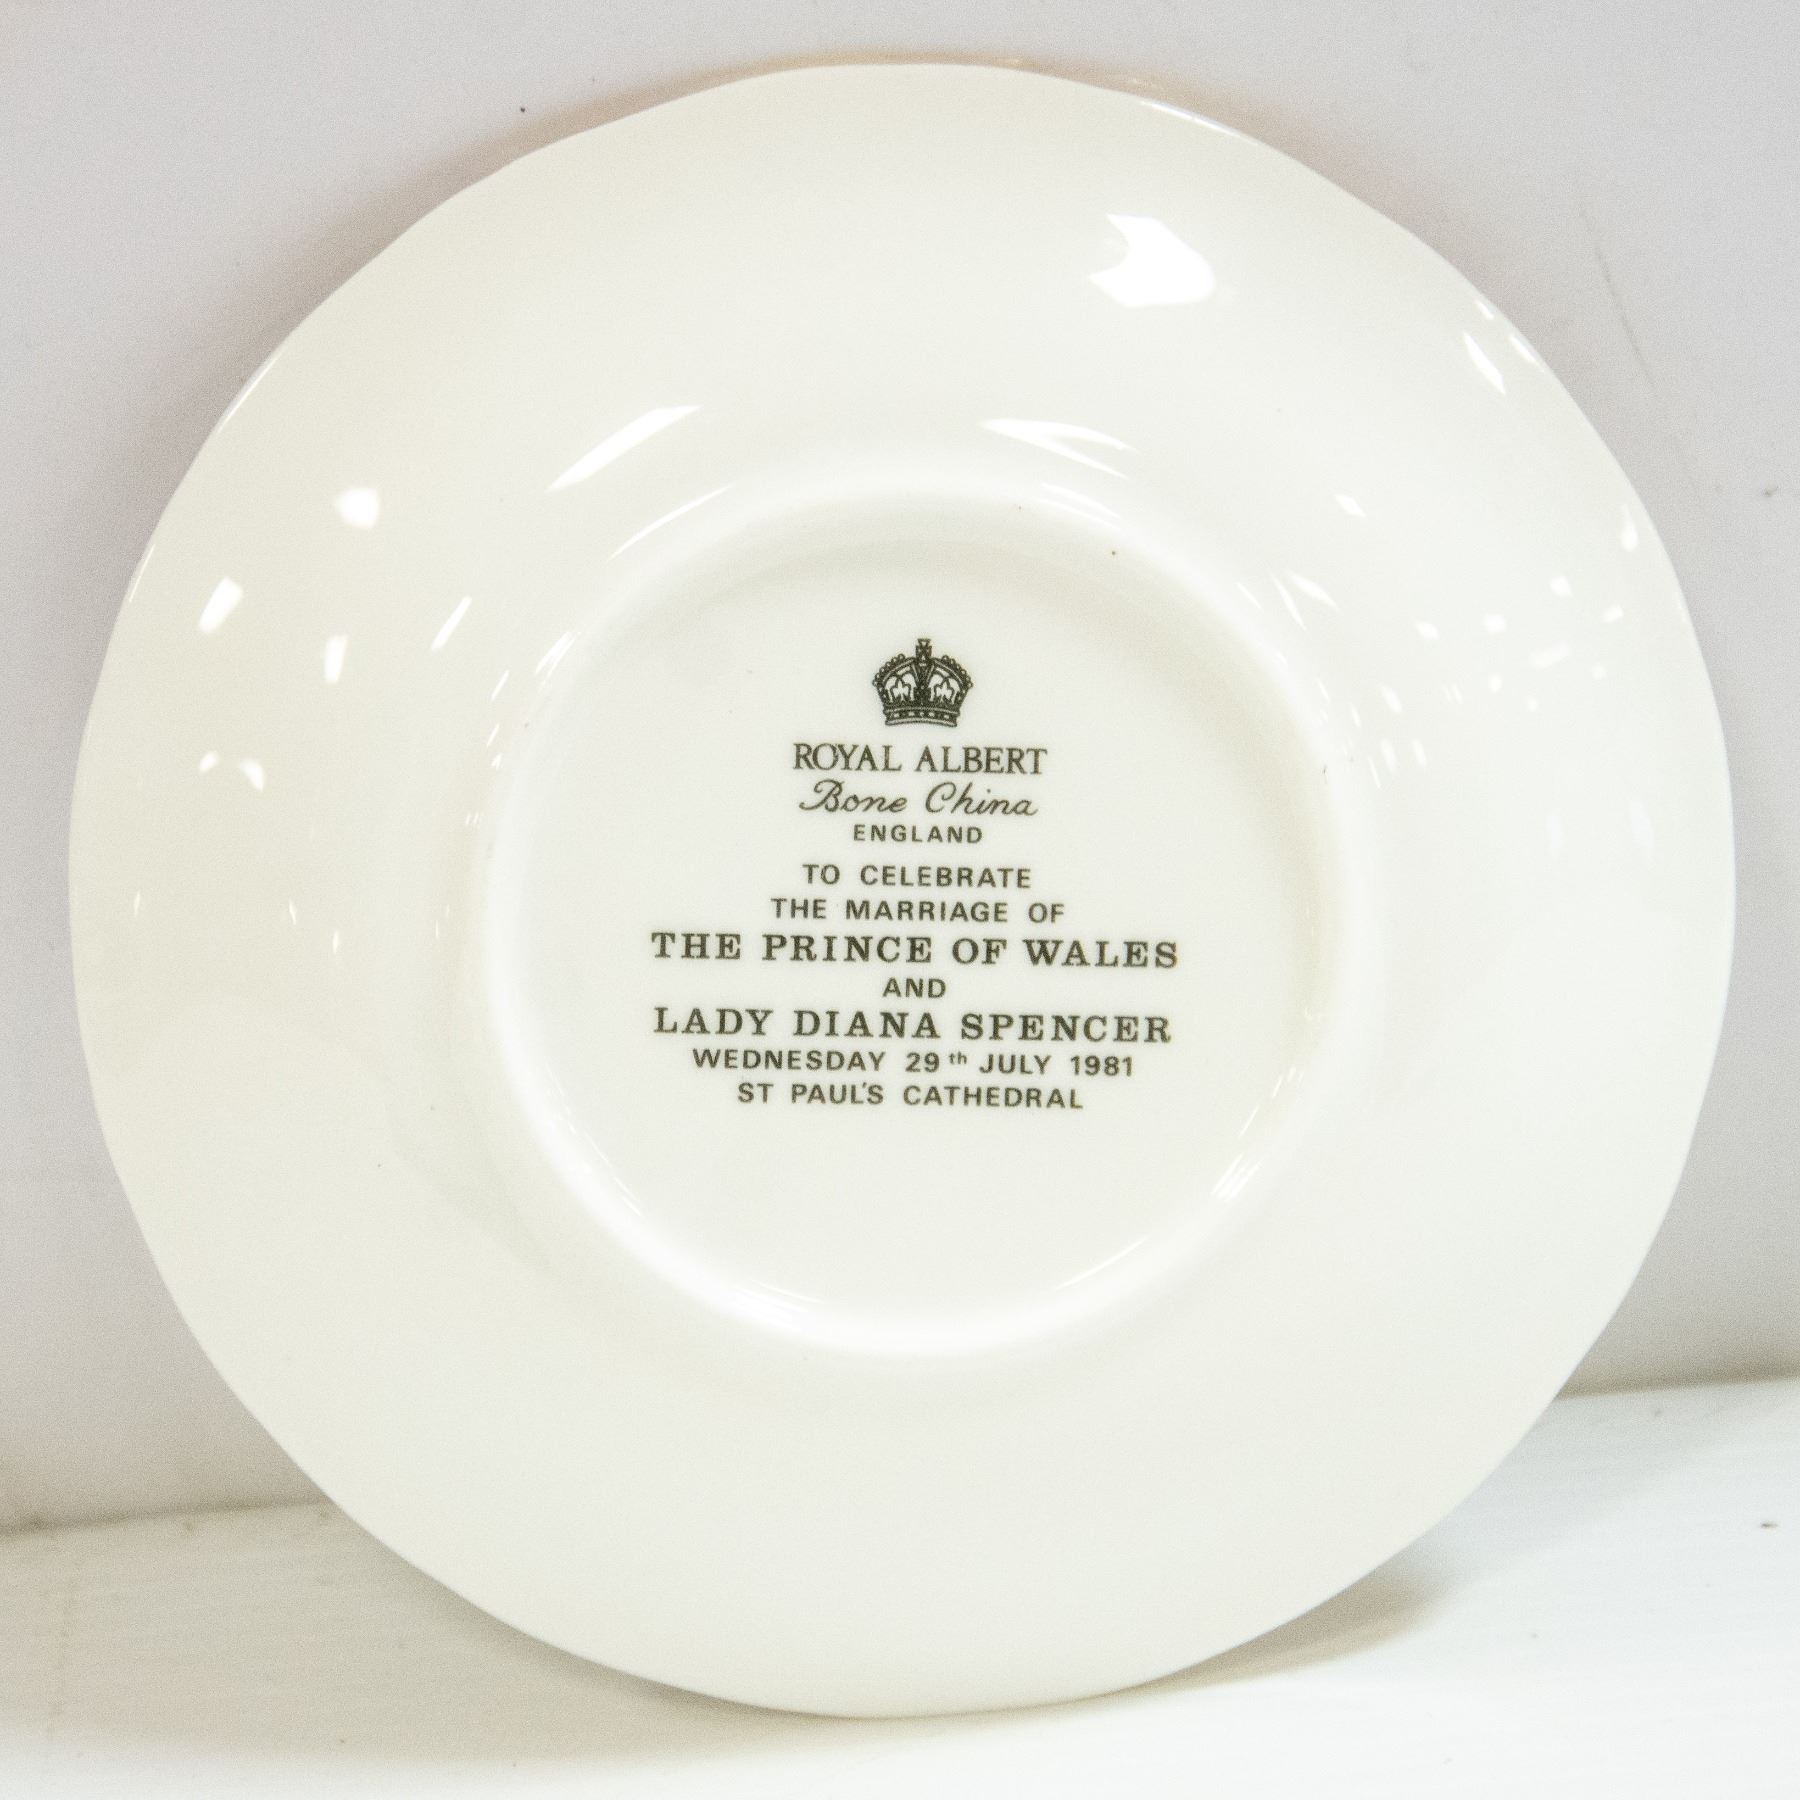 ROYAL ALBERT
Bone China
ENGLAND
TO CELEBRATE
THE MARRIAGE OF
THE PRINCE OF WALES
AND
LADY DIANA SPENCER
WEDNESDAY 29th JULY 1981
ST PAUL'S CATHEDRAL